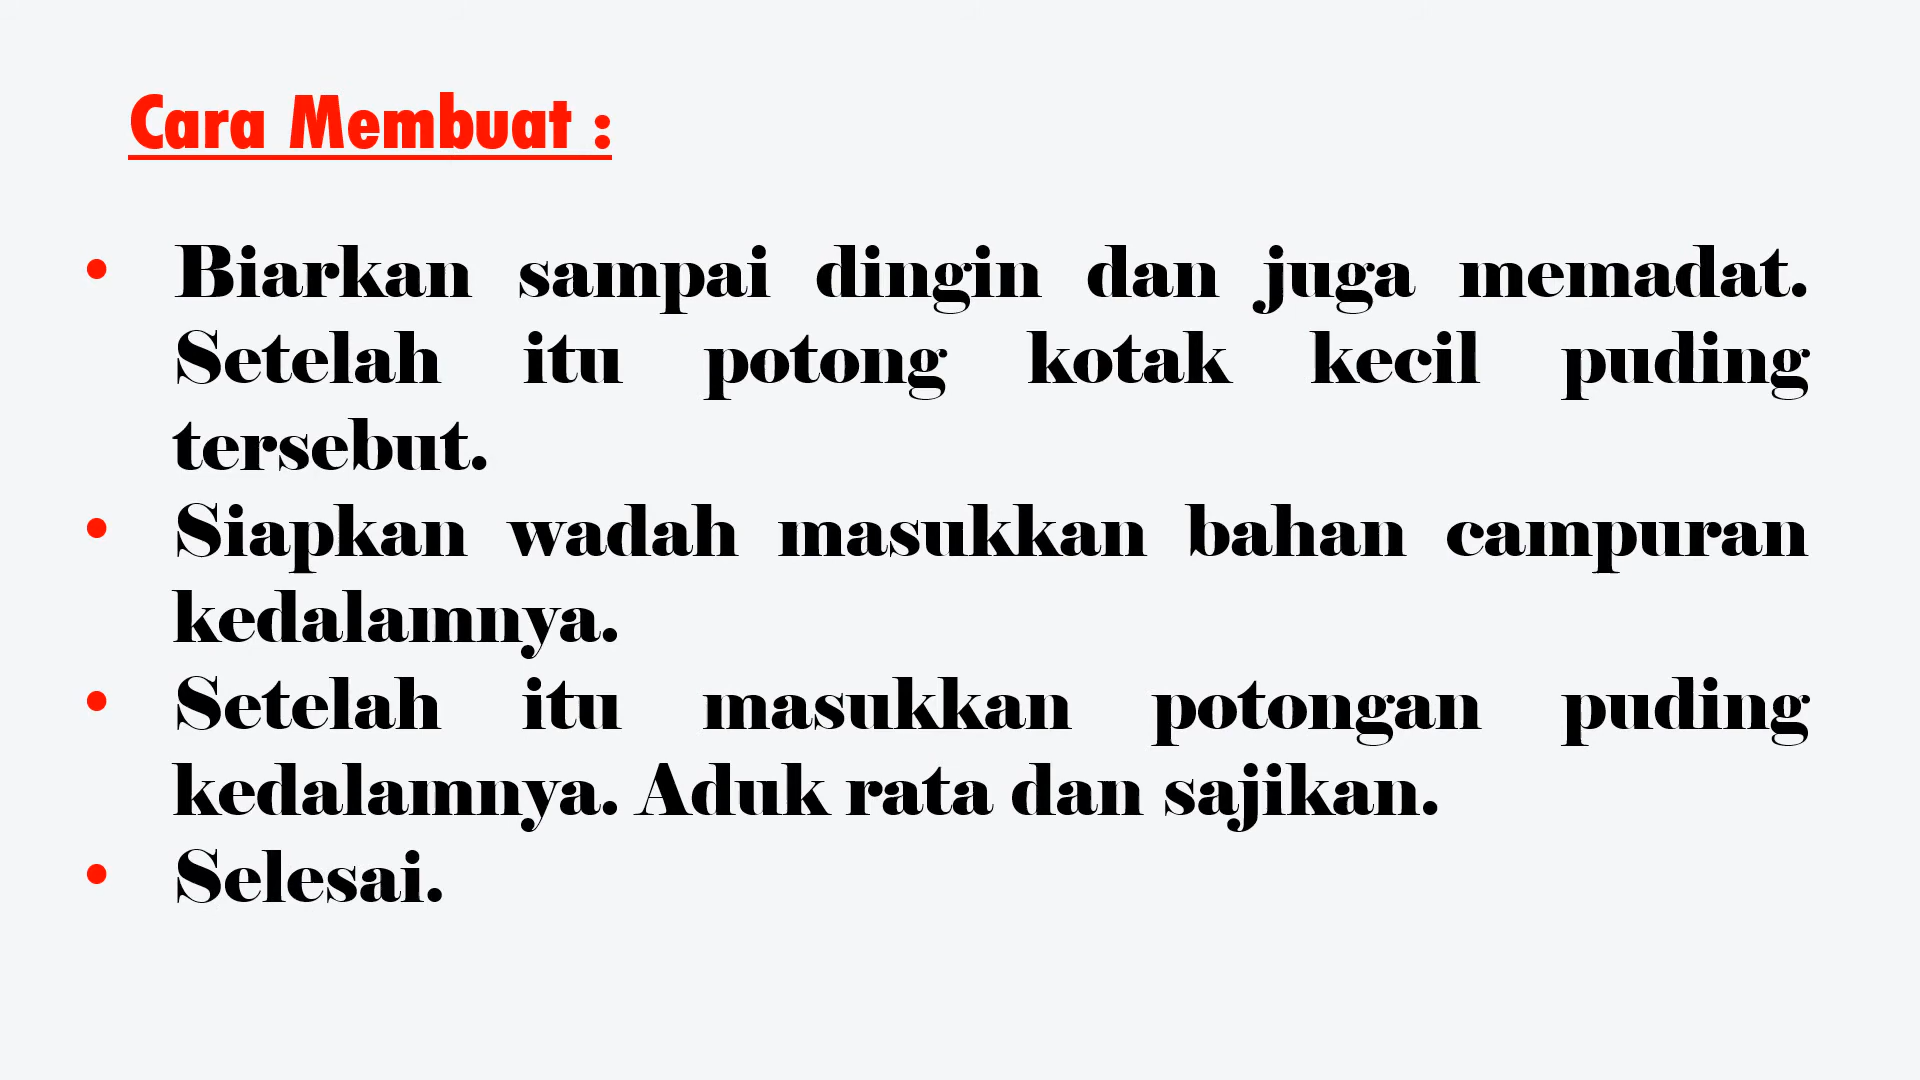 Cara Membuat :
• Biarkan sampai dingin dan juga memadat.
Setelah itu potong kotak kecil puding
tersebut.
• Siapkan wadah masukkan bahan campuran
kedalamnya.
• Setelah itu masukkan potongan puding
kedalamnya. Aduk rata dan sajikan.
• Selesai.